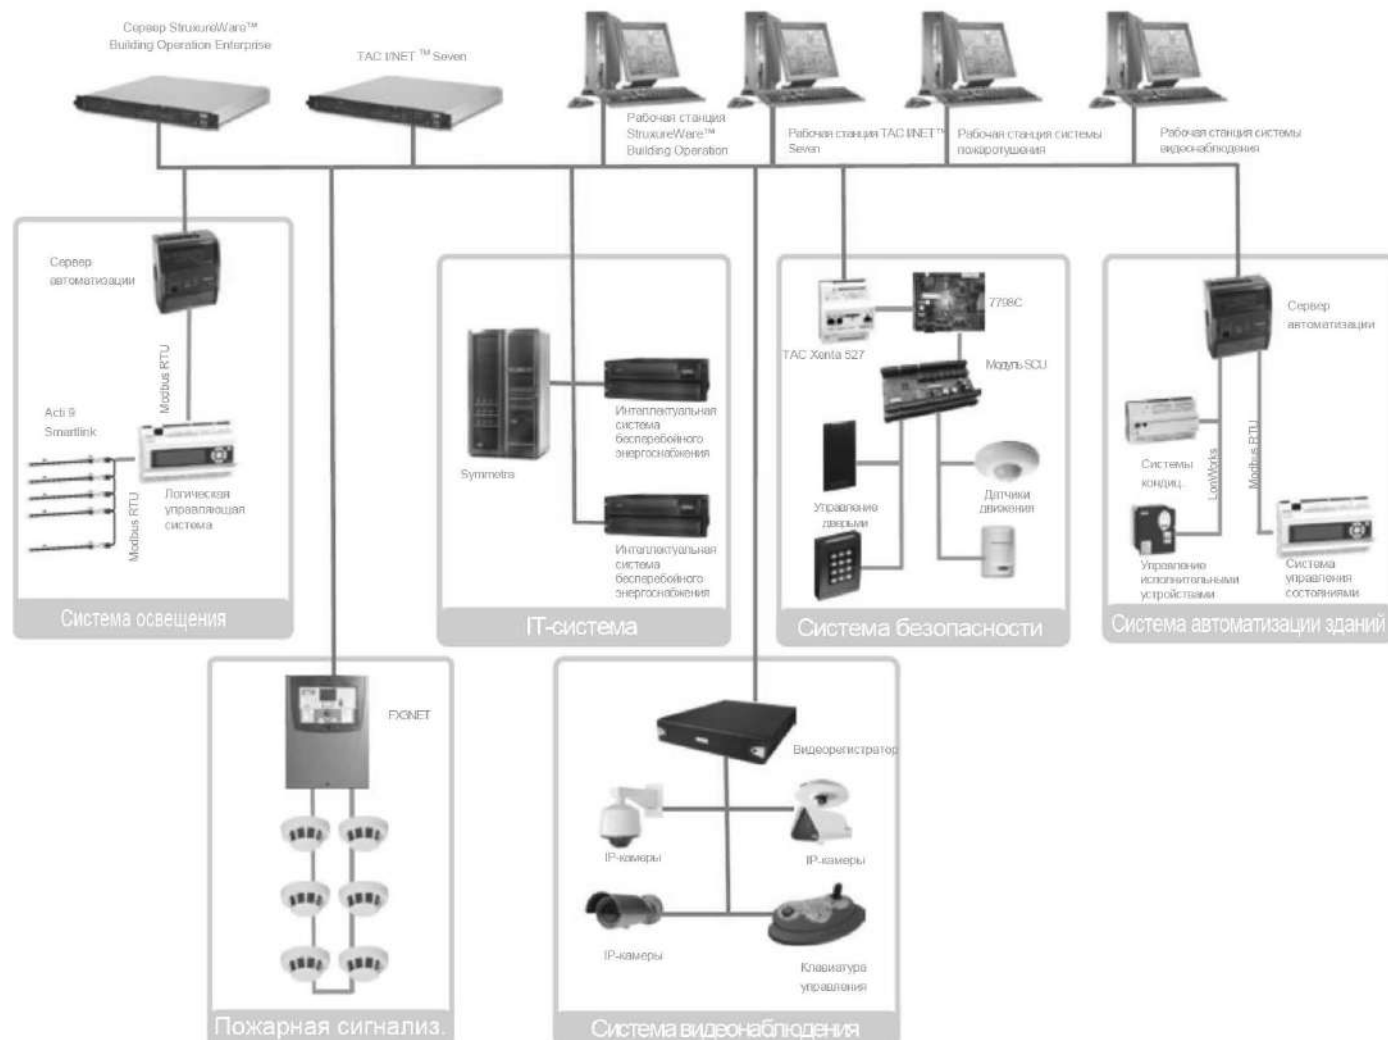 Сервер StruxureWare™
Building Operation Enterprise
TAC I/NET ™ Seven
Рабочая станция
StruxureWare™
Building Operation
Рабочая станция TAC I/NET™
Seven
Рабочая станция системы
пожаротушения
Рабочая станция системы
видеонаблюдения
Сервер
автоматизации
Modbus RTU
Acti 9
Smartlink
Modbus RTU
Логическая
управляющая
система
Система освещения
Symmetra
Интеллектуальная
система
бесперебойного
энергоснабжения
Интеллектуальная
система
бесперебойного
энергоснабжения
IT-система
TAC Xenta 527
7798C
Модуль SCU
Управление
дверьми
Датчики
движения
Система безопасности
Сервер
автоматизации
Системы
кондиц.
LonWorks
Modbus RTU
Управление
исполнительными
устройствами
Система
управления
состояниями
Система автоматизации зданий
FX3NET
Пожарная сигнализ.
Видеорегистратор
IP-камеры
IP-камеры
IP-камеры
Клавиатура
управления
Система видеонаблюдения